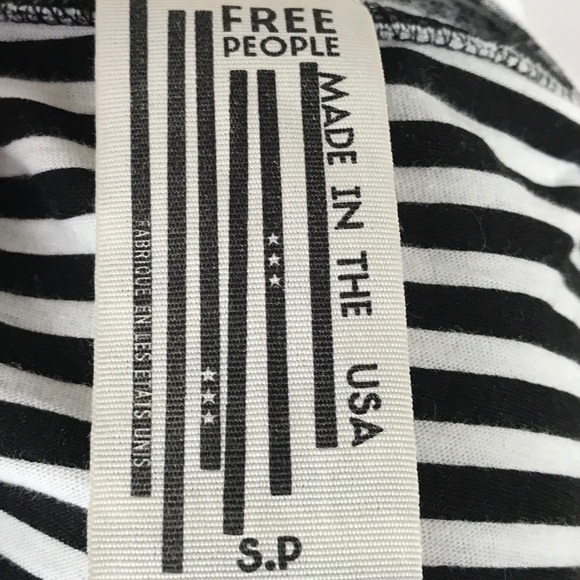 FREE
PEOPLE
MADE IN THE USA
FABRIQUE EN LES ETATS UNIS
S.P